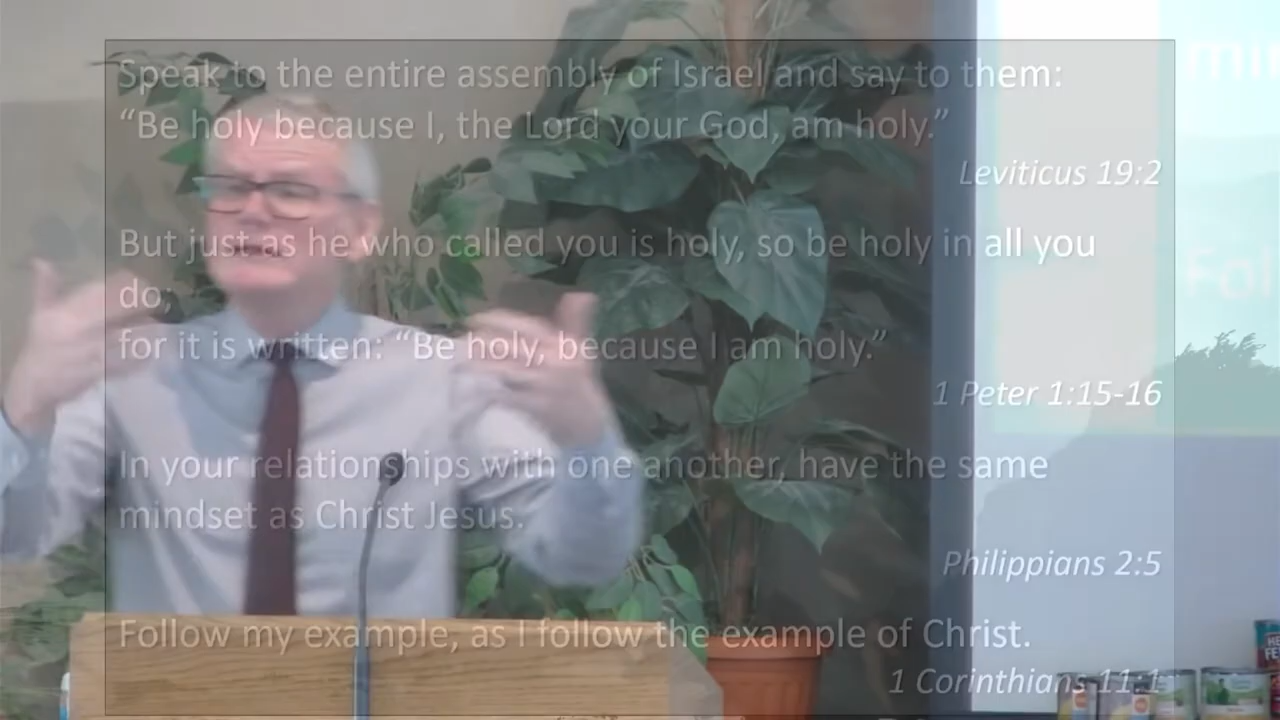 Speak to the entire assembly of Israel and say to them:
“Be holy because I, the Lord your God, am holy.”
Leviticus 19:2
But just as he who called you is holy, so be holy in all you
do,
for it is written: “Be holy, because I am holy.”
1 Peter 1:15-16
In your relationships with one another, have the same
mindset as Christ Jesus.
Philippians 2:5
Follow my example, as I follow the example of Christ.
1 Corinthians 11:1